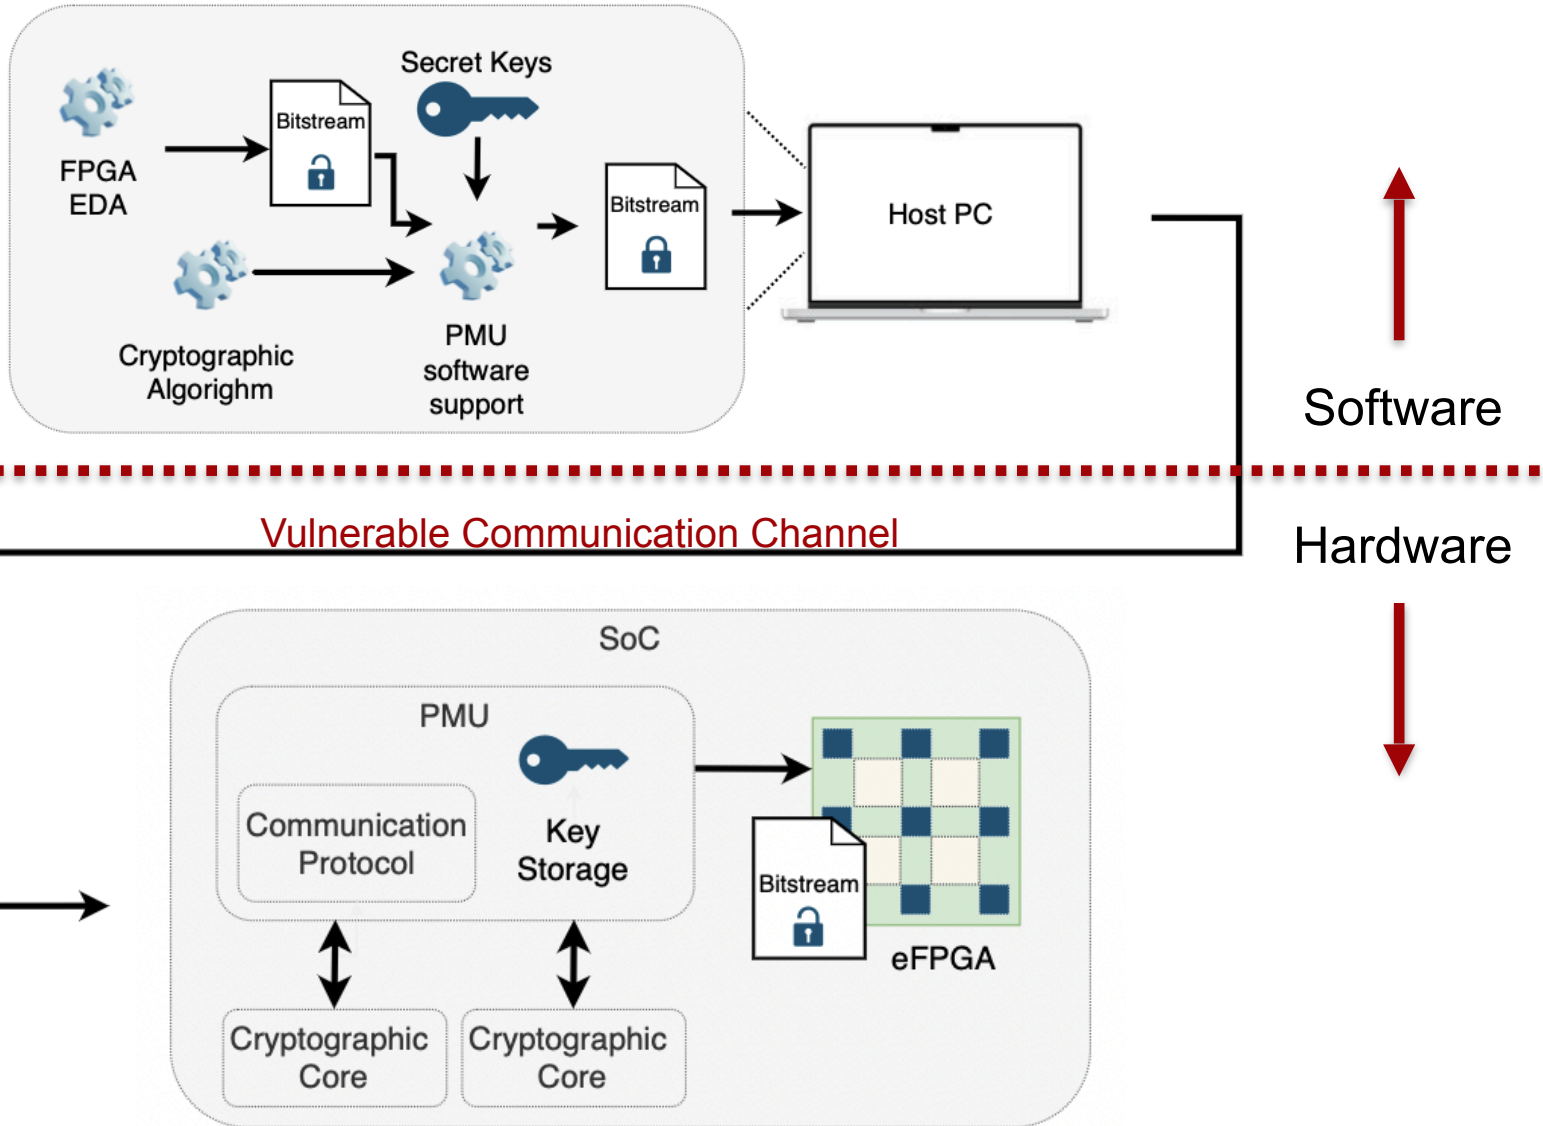 Secret Keys
Bitstream
FPGA
EDA
Bitstream
Host PC
Cryptographic
Algorighm
PMU
software
support
Software
Vulnerable Communication Channel
Hardware
SoC
PMU
Communication
Protocol
Key
Storage
Bitstream
eFPGA
Cryptographic
Core
Cryptographic
Core